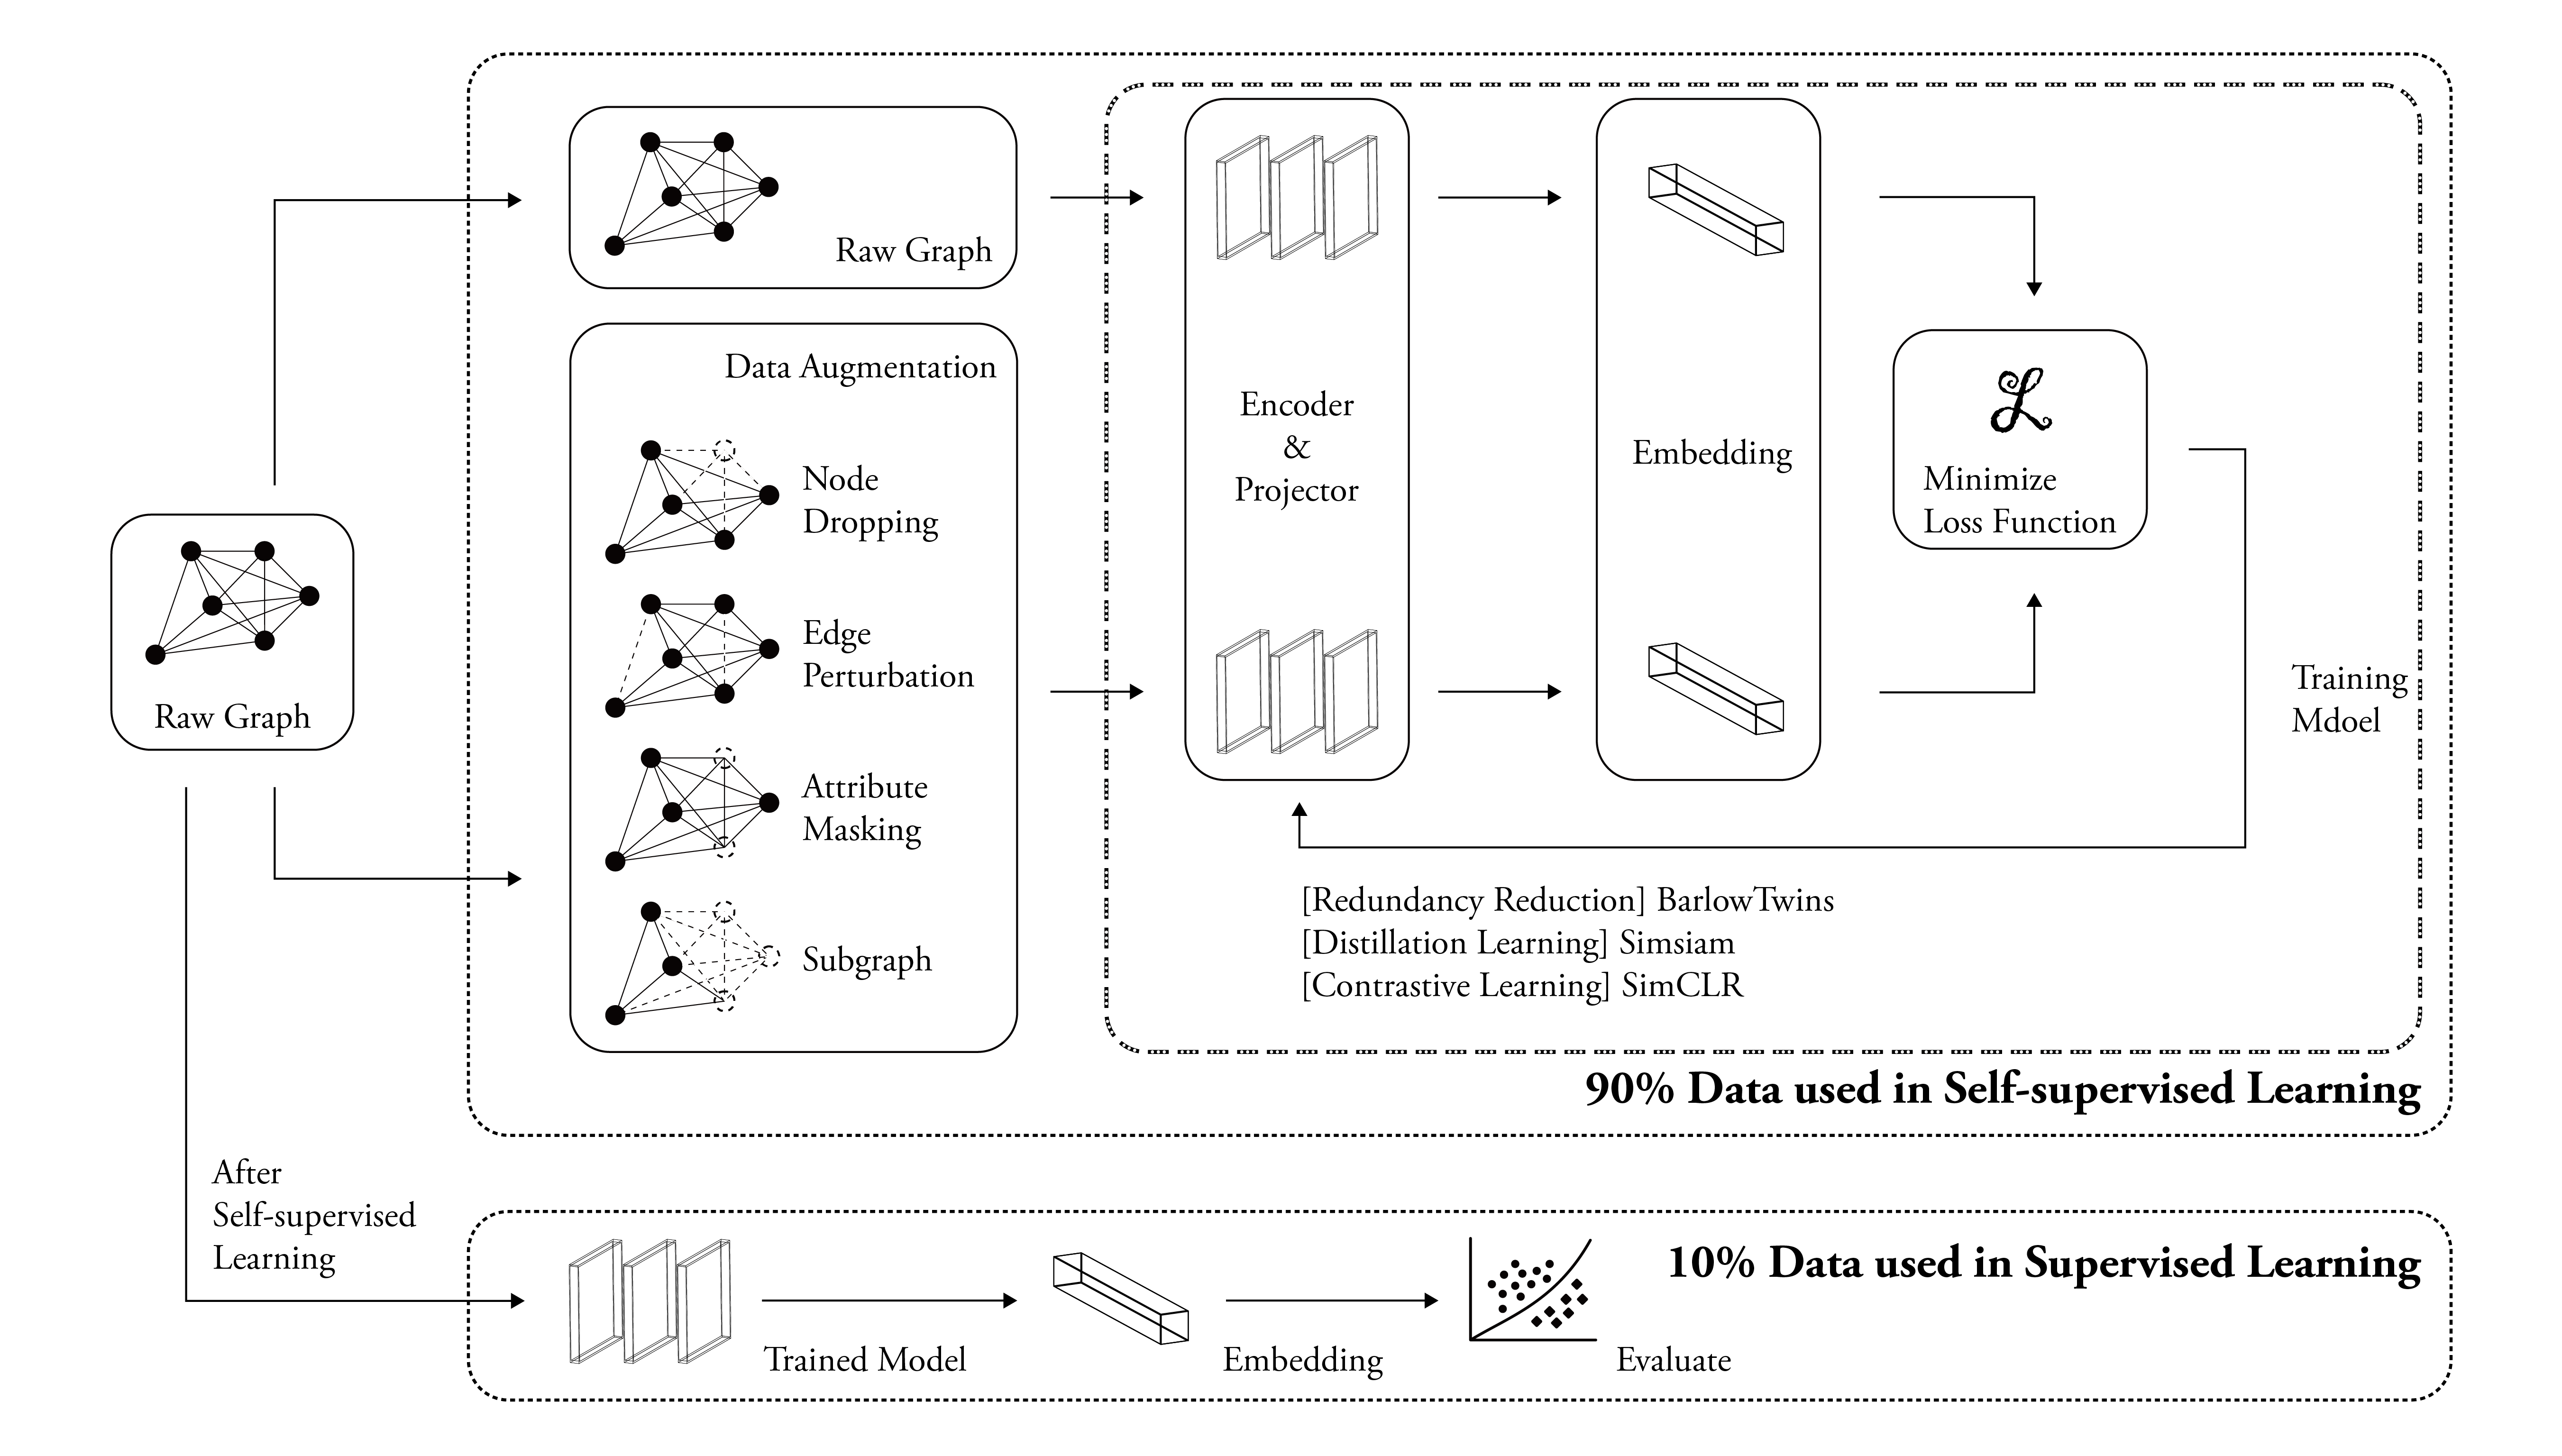 Raw Graph
Raw Graph
Data Augmentation
Node
Dropping
Edge
Perturbation
Attribute
Masking
Subgraph
Encoder
&
Projector
Embedding
ℒ
Minimize
Loss Function
Training
Mdoel
[Redundancy Reduction] BarlowTwins
[Distillation Learning] Simsiam
[Contrastive Learning] SimCLR
90% Data used in Self-supervised Learning
After
Self-supervised
Learning
10% Data used in Supervised Learning
Trained Model
Embedding
Evaluate